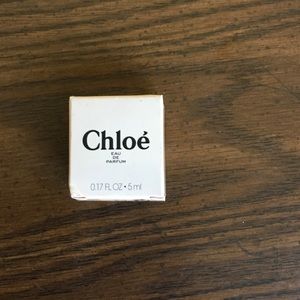 Chloé
EAU
DE
PARFUM
0.17 FL OZ • 5 ml